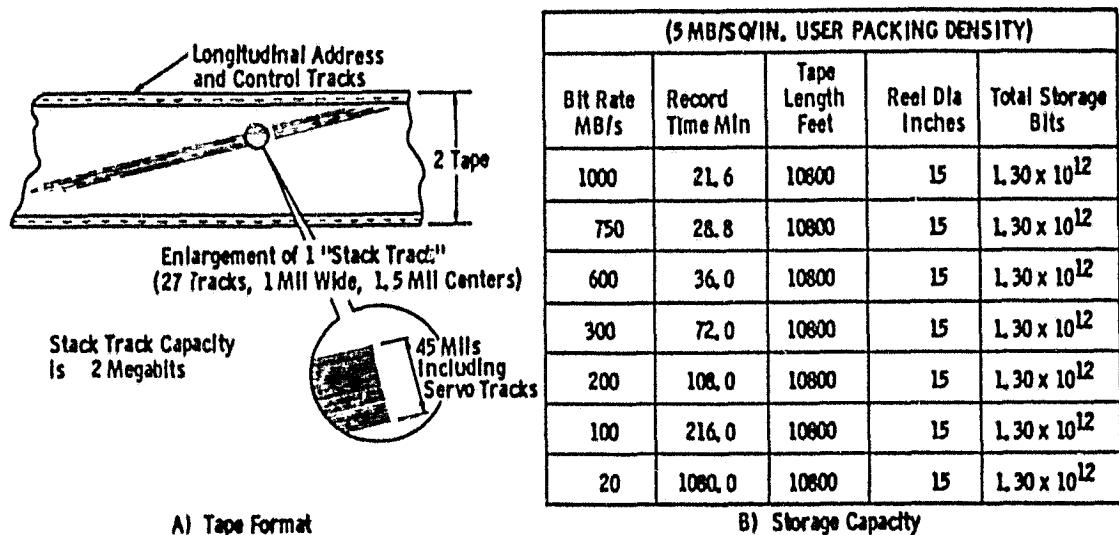 Longitudinal Address
and Control Tracks
2 Tape
Enlargement of 1 "Stack Track"
(27 Tracks, 1 Mil Wide, 1.5 Mil Centers)
Stack Track Capacity
is 2 Megabits
45 Mils
Including
Servo Tracks
A) Tape Format
(5 MB/SQ/IN. USER PACKING DENSITY)
Bit Rate MB/s Record Time Min Tape Length Feet Reel Dia Inches Total Storage Bits
1000 21.6 10800 15 1.30 x 10^12
750 28.8 10800 15 1.30 x 10^12
600 36.0 10800 15 1.30 x 10^12
300 72.0 10800 15 1.30 x 10^12
200 108.0 10800 15 1.30 x 10^12
100 216.0 10800 15 1.30 x 10^12
20 1080.0 10800 15 1.30 x 10^12
B) Storage Capacity